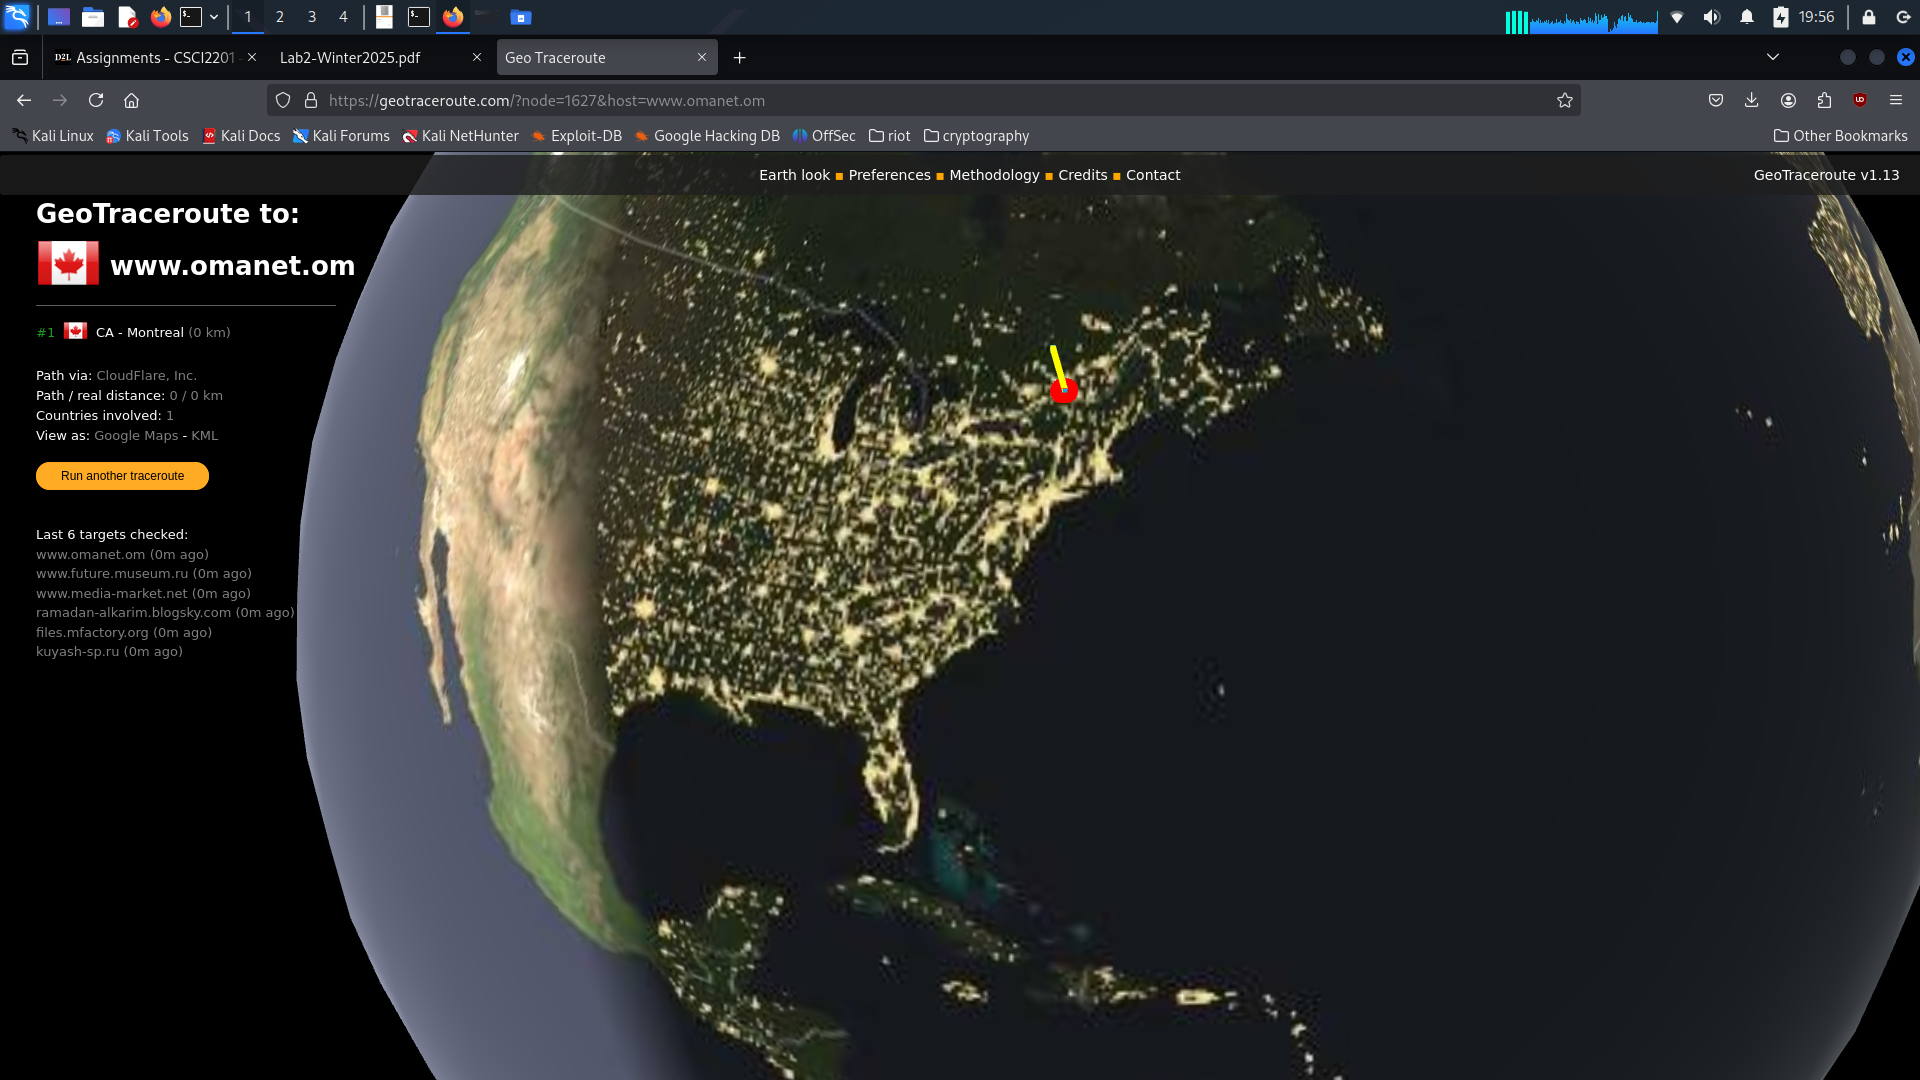 1 2 3 4 19:56
Assignments - CSCI2201
Lab2-Winter2025.pdf
Geo Traceroute
https://geotraceroute.com/?node=1627&host=www.omanet.om
Kali Linux Kali Tools Kali Docs Kali Forums Kali NetHunter Exploit-DB Google Hacking DB OffSec riot cryptography Other Bookmarks
Earth look ■ Preferences ■ Methodology ■ Credits ■ Contact
GeoTraceroute v1.13
GeoTraceroute to:
www.omanet.om
#1 CA - Montreal (0 km)
Path via: CloudFlare, Inc.
Path / real distance: 0 / 0 km
Countries involved: 1
View as: Google Maps - KML
Run another traceroute
Last 6 targets checked:
www.omanet.om (0m ago)
www.future.museum.ru (0m ago)
www.media-market.net (0m ago)
ramadan-alkarim.blogsky.com (0m ago)
files.mfactory.org (0m ago)
kuyash-sp.ru (0m ago)